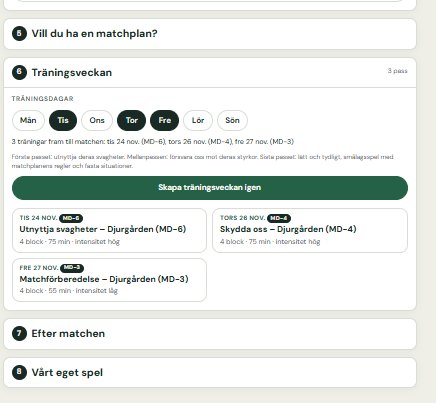 5 Vill du ha en matchplan?
6 Träningsveckan 3 pass
TRÄNINGSDAGAR
Mån Tis Ons Tor Fre Lör Sön
3 träningar fram till matchen: tis 24 nov. (MD-6), tors 26 nov. (MD-4), fre 27 nov. (MD-3)
Första passet: utnyttja deras svagheter. Mellanpassen: försvara oss mot deras styrkor. Sista passet: lätt och tydligt, smålagsspel med
matchplanens regler och fasta situationer.
Skapa träningsveckan igen
TIS 24 NOV. MD-6
Utnyttja svagheter – Djurgården (MD-6)
4 block · 75 min · intensitet hög
TORS 26 NOV. MD-4
Skydda oss – Djurgården (MD-4)
4 block · 75 min · intensitet hög
FRE 27 NOV. MD-3
Matchförberedelse – Djurgården (MD-3)
4 block · 55 min · intensitet låg
7 Efter matchen
8 Vårt eget spel